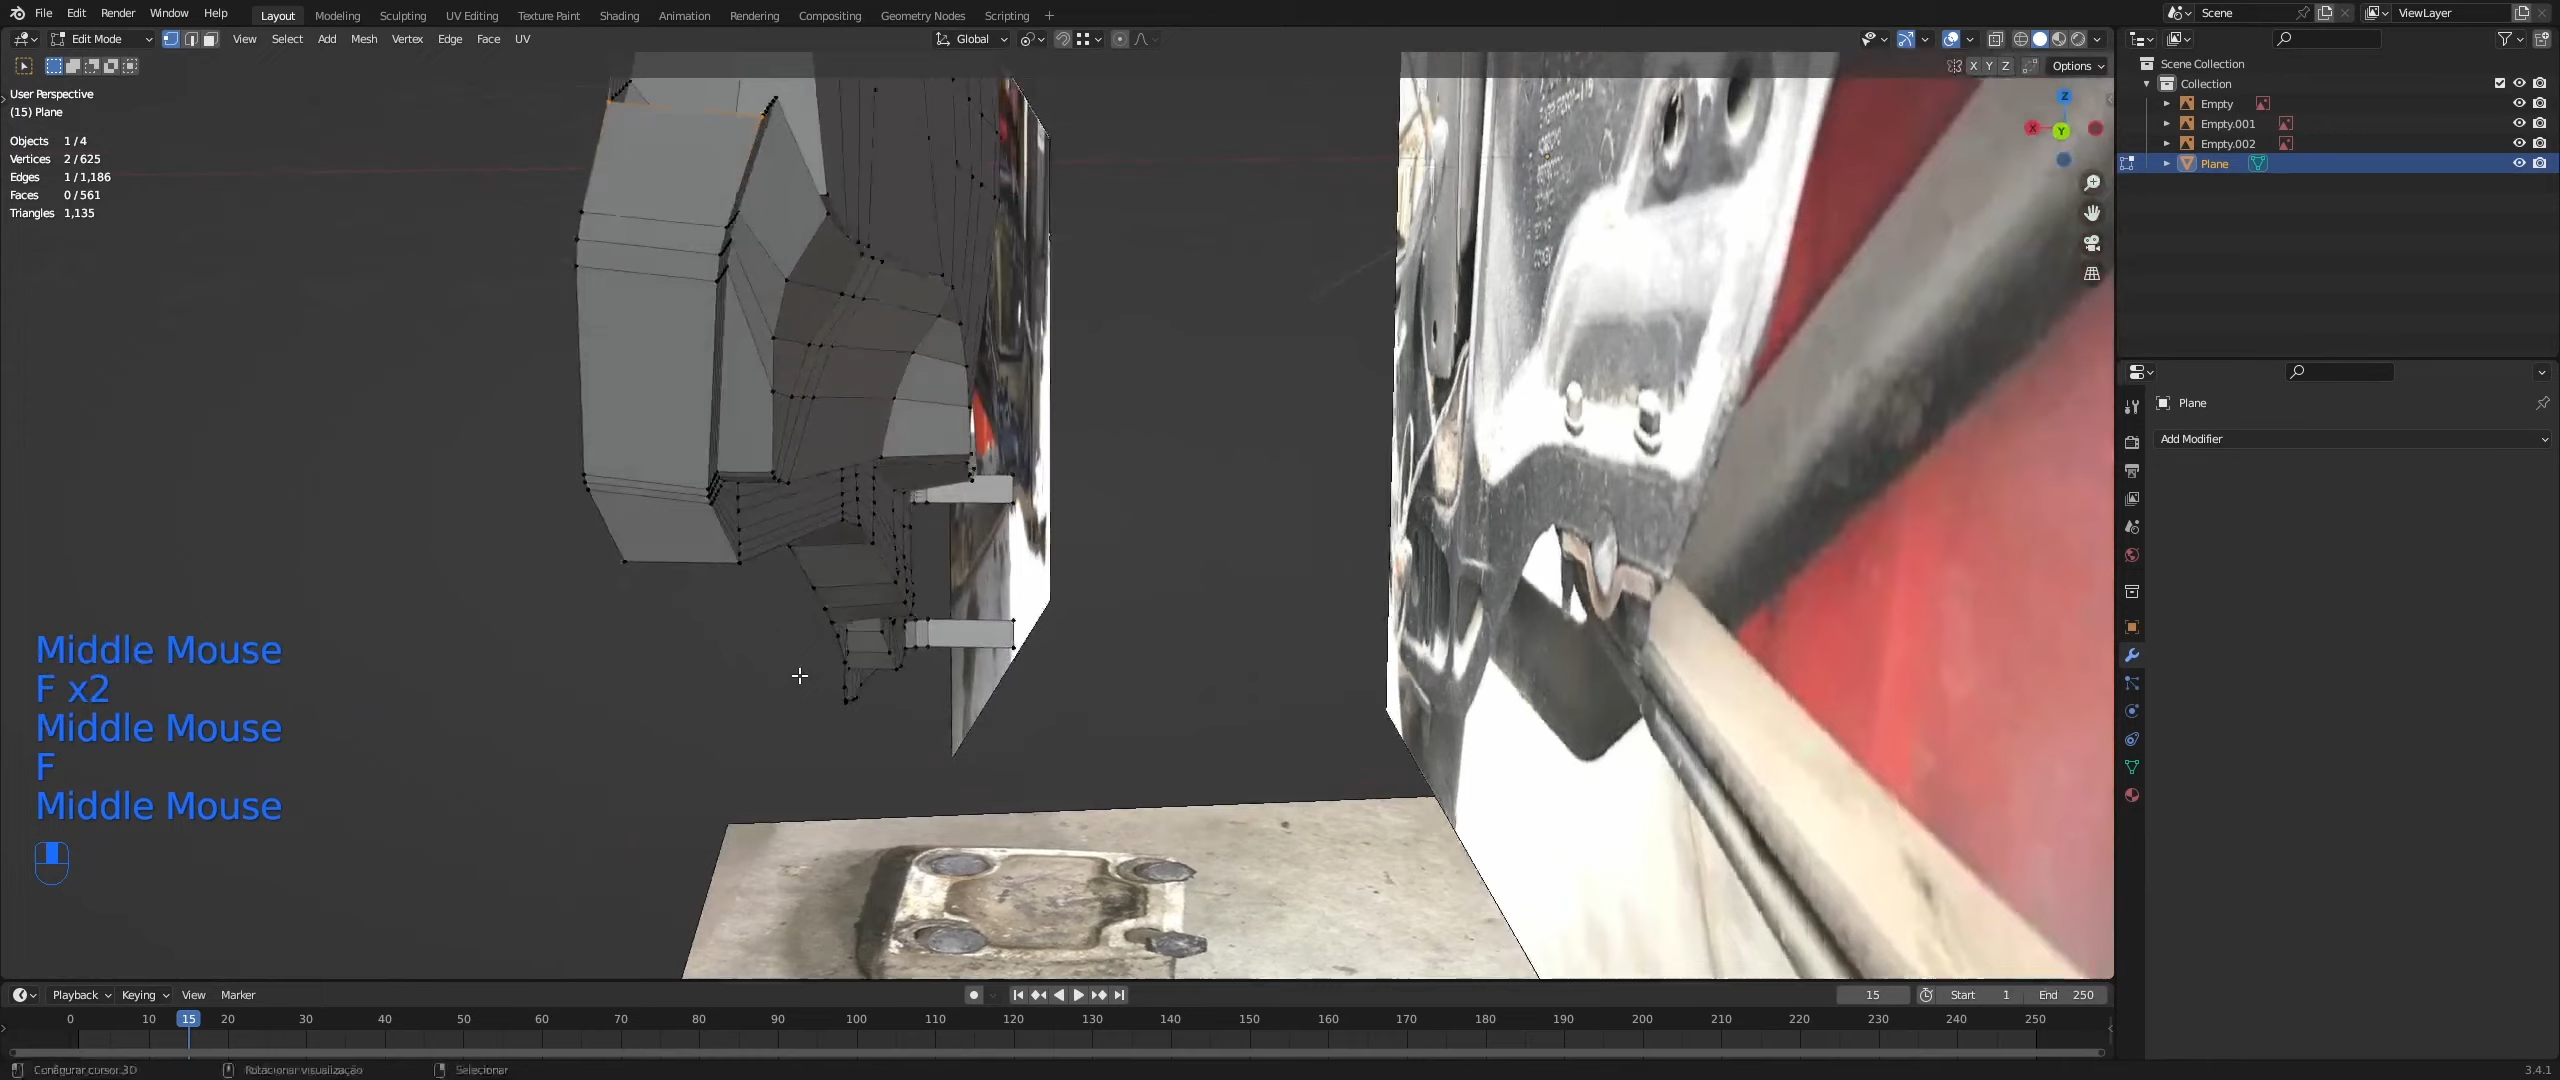 File Edit Render Window Help Layout Modeling Sculpting UV Editing Texture Paint Shading Animation Rendering Compositing Geometry Nodes Scripting + Scene ViewLayer
Edit Mode View Select Add Mesh Vertex Edge Face UV Global
X Y Z Options
User Perspective
(15) Plane
Objects 1 / 4
Vertices 2 / 625
Edges 1 / 1,186
Faces 0 / 561
Triangles 1,135
Z
X
Y
Scene Collection
Collection
Empty
Empty.001
Empty.002
Plane
Plane
Add Modifier
Middle Mouse
F x2
Middle Mouse
F
Middle Mouse
Playback Keying View Marker 15 Start 1 End 250
0 10 15 20 30 40 50 60 70 80 90 100 110 120 130 140 150 160 170 180 190 200 210 220 230 240 250
Configurar cursor 3D Rotacionar visualização Selecionar 3.4.1